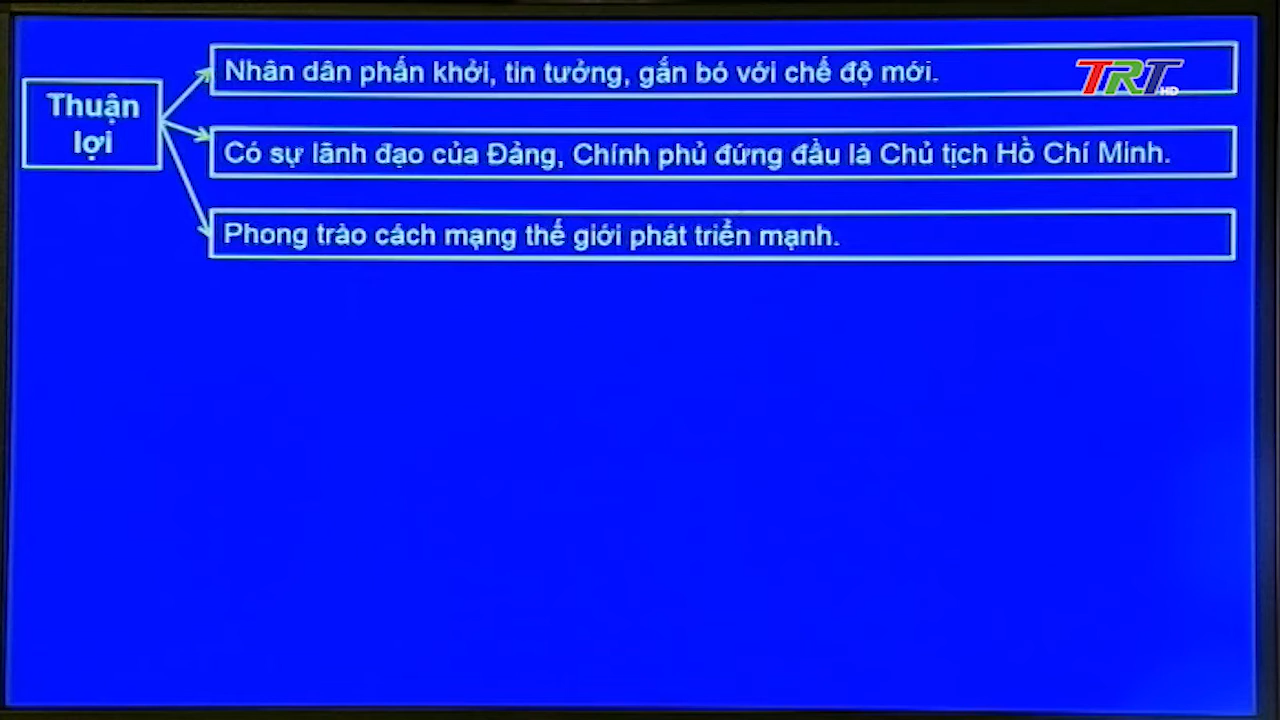 Nhân dân phấn khởi, tin tưởng, gắn bó với chế độ mới.
TRT HD
Thuận
lợi
Có sự lãnh đạo của Đảng, Chính phủ đứng đầu là Chủ tịch Hồ Chí Minh.
Phong trào cách mạng thế giới phát triển mạnh.